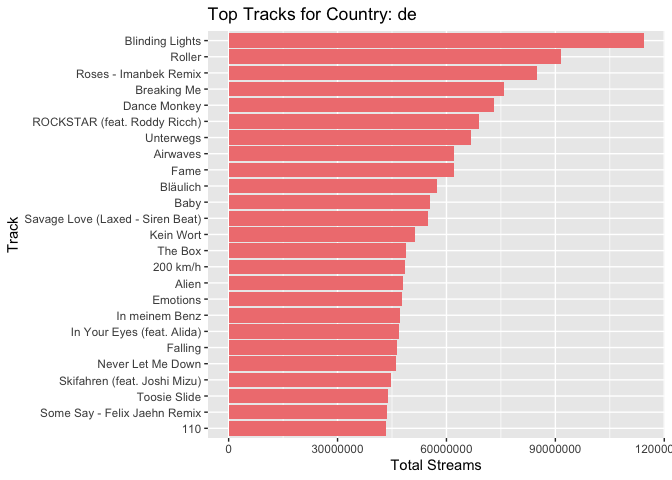 Top Tracks for Country: de
Track
Blinding Lights
Roller
Roses - Imanbek Remix
Breaking Me
Dance Monkey
ROCKSTAR (feat. Roddy Ricch)
Unterwegs
Airwaves
Fame
Bläulich
Baby
Savage Love (Laxed - Siren Beat)
Kein Wort
The Box
200 km/h
Alien
Emotions
In meinem Benz
In Your Eyes (feat. Alida)
Falling
Never Let Me Down
Skifahren (feat. Joshi Mizu)
Toosie Slide
Some Say - Felix Jaehn Remix
110
0 30000000 60000000 90000000 120000
Total Streams